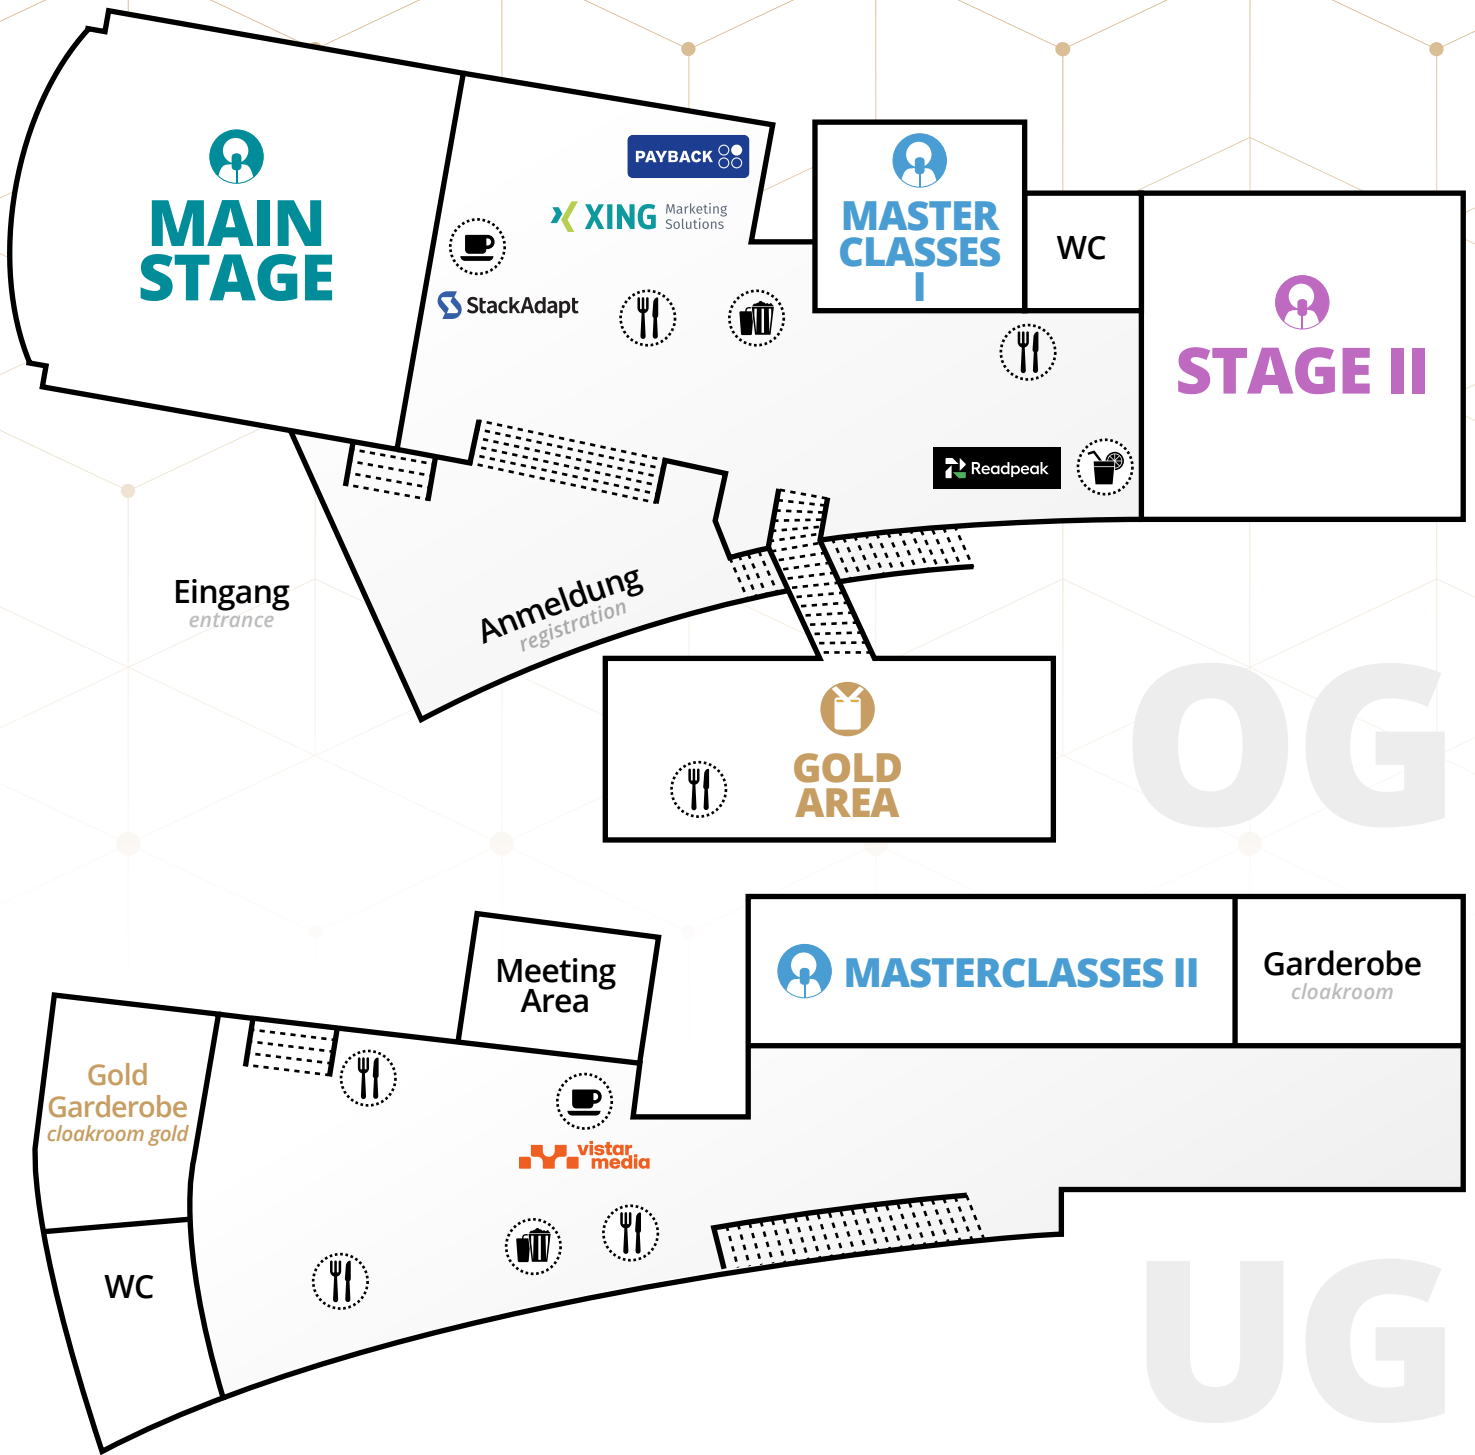 PAYBACK
XING Marketing
Solutions
MAIN
STAGE
MASTER
CLASSES
I
WC
StackAdapt
STAGE II
Readpeak
Eingang
entrance
Anmeldung
registration
GOLD
AREA
OG
Meeting
Area
MASTERCLASSES II
Garderobe
cloakroom
Gold
Garderobe
cloakroom gold
vistar
media
WC
UG